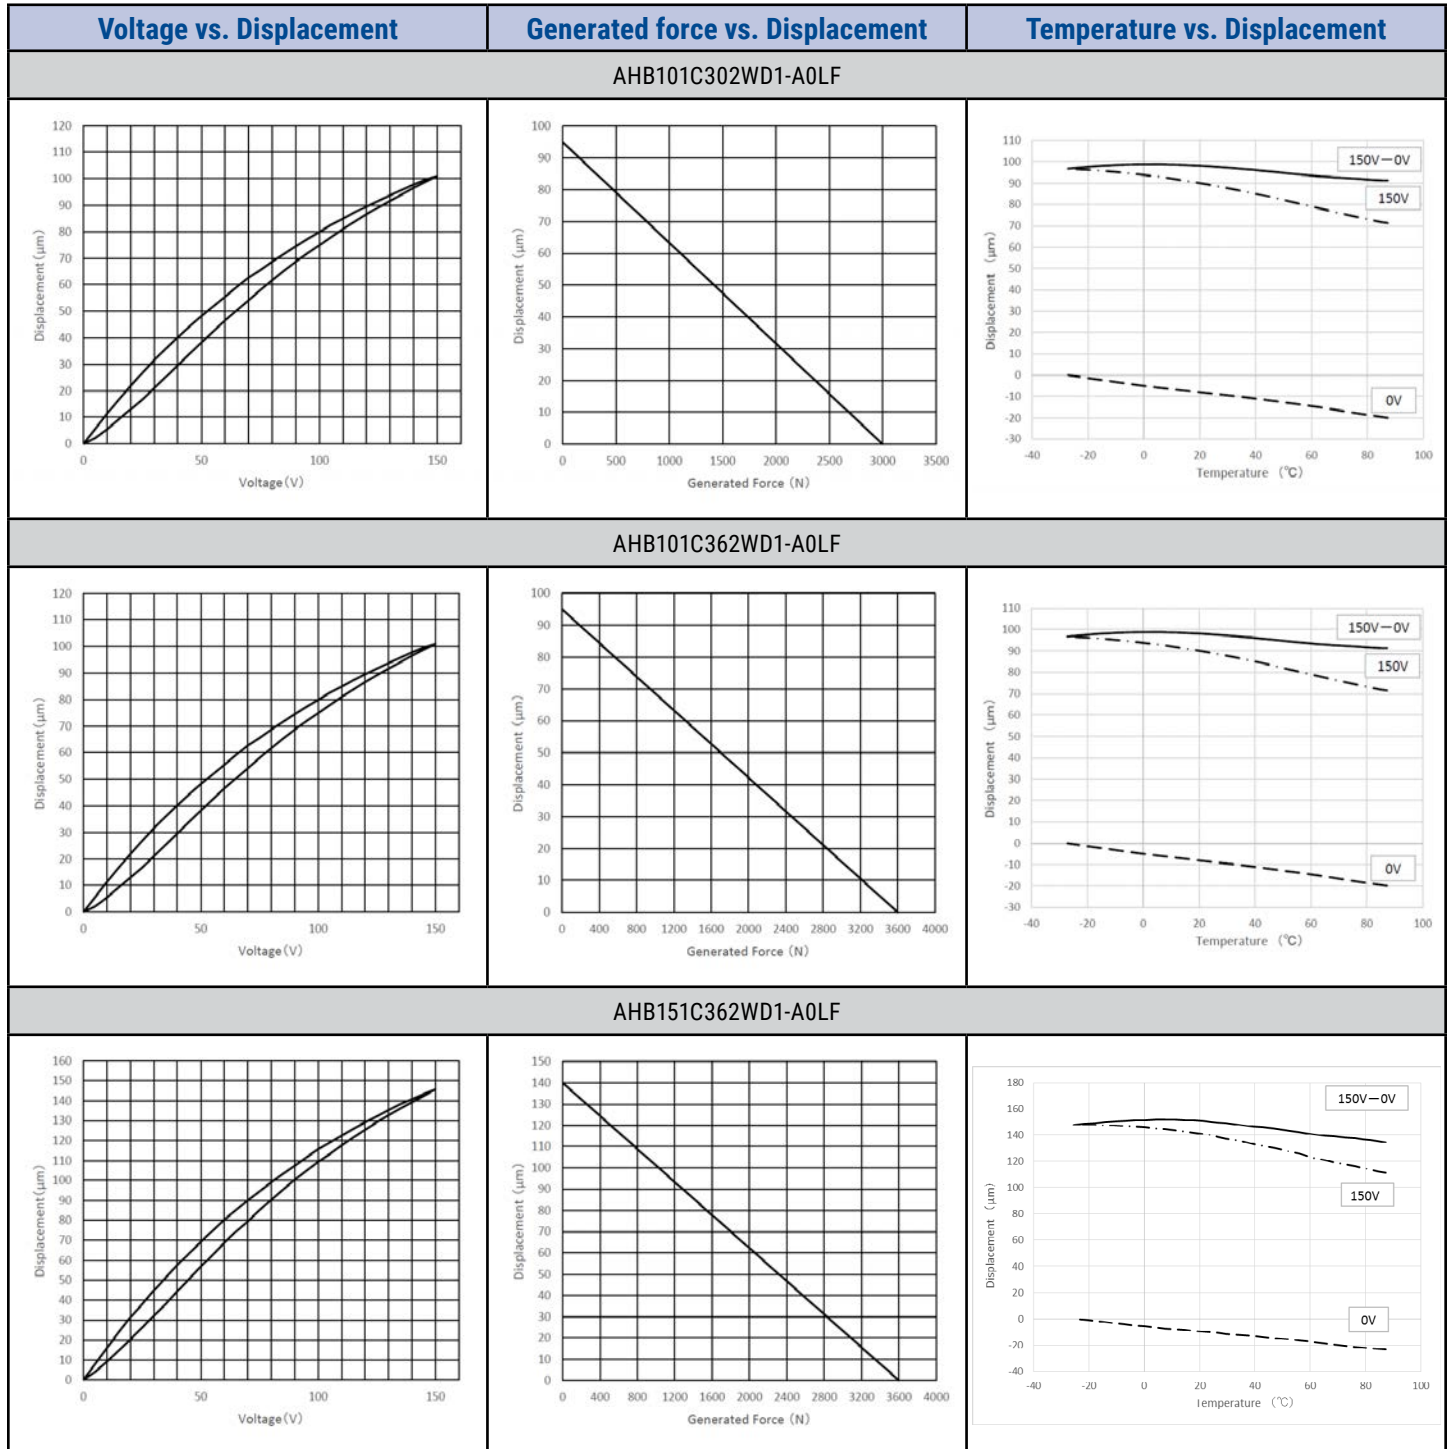 Voltage vs. Displacement
Generated force vs. Displacement
Temperature vs. Displacement
AHB101C302WD1-A0LF
Displacement (μm)
120
110
100
90
80
70
60
50
40
30
20
10
0
0 50 100 150
Voltage(V)
Displacement (μm)
100
90
80
70
60
50
40
30
20
10
0
0 500 1000 1500 2000 2500 3000 3500
Generated Force (N)
Displacement (μm)
110
100
90
80
70
60
50
40
30
20
10
0
-10
-20
-30
150V－0V
150V
0V
-40 -20 0 20 40 60 80 100
Temperature (℃)
AHB101C362WD1-A0LF
Displacement (μm)
120
110
100
90
80
70
60
50
40
30
20
10
0
0 50 100 150
Voltage(V)
Displacement (μm)
100
90
80
70
60
50
40
30
20
10
0
0 400 800 1200 1600 2000 2400 2800 3200 3600 4000
Generated Force (N)
Displacement (μm)
110
100
90
80
70
60
50
40
30
20
10
0
-10
-20
-30
150V－0V
150V
0V
-40 -20 0 20 40 60 80 100
Temperature (℃)
AHB151C362WD1-A0LF
Displacement (μm)
160
150
140
130
120
110
100
90
80
70
60
50
40
30
20
10
0
0 50 100 150
Voltage(V)
Displacement (μm)
150
140
130
120
110
100
90
80
70
60
50
40
30
20
10
0
0 400 800 1200 1600 2000 2400 2800 3200 3600 4000
Generated Force (N)
Displacement (μm)
180
160
140
120
100
80
60
40
20
0
-20
-40
150V－0V
150V
0V
-40 -20 0 20 40 60 80 100
Temperature (℃)